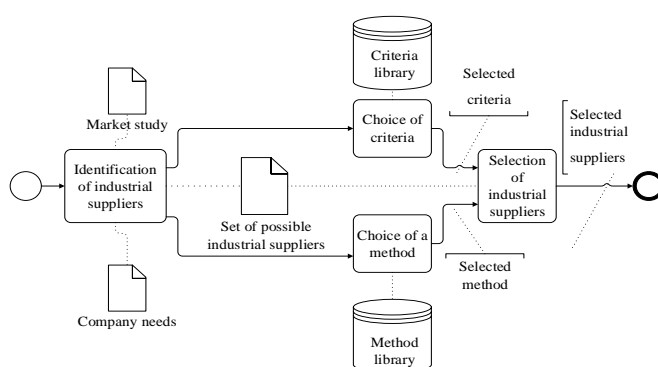 Criteria
library
Selected
criteria
Selected
industrial
suppliers
Market study
Choice of
criteria
Identification
of industrial
suppliers
Selection
of
industrial
suppliers
Set of possible
industrial suppliers
Choice of a
method
Selected
method
Company needs
Method
library